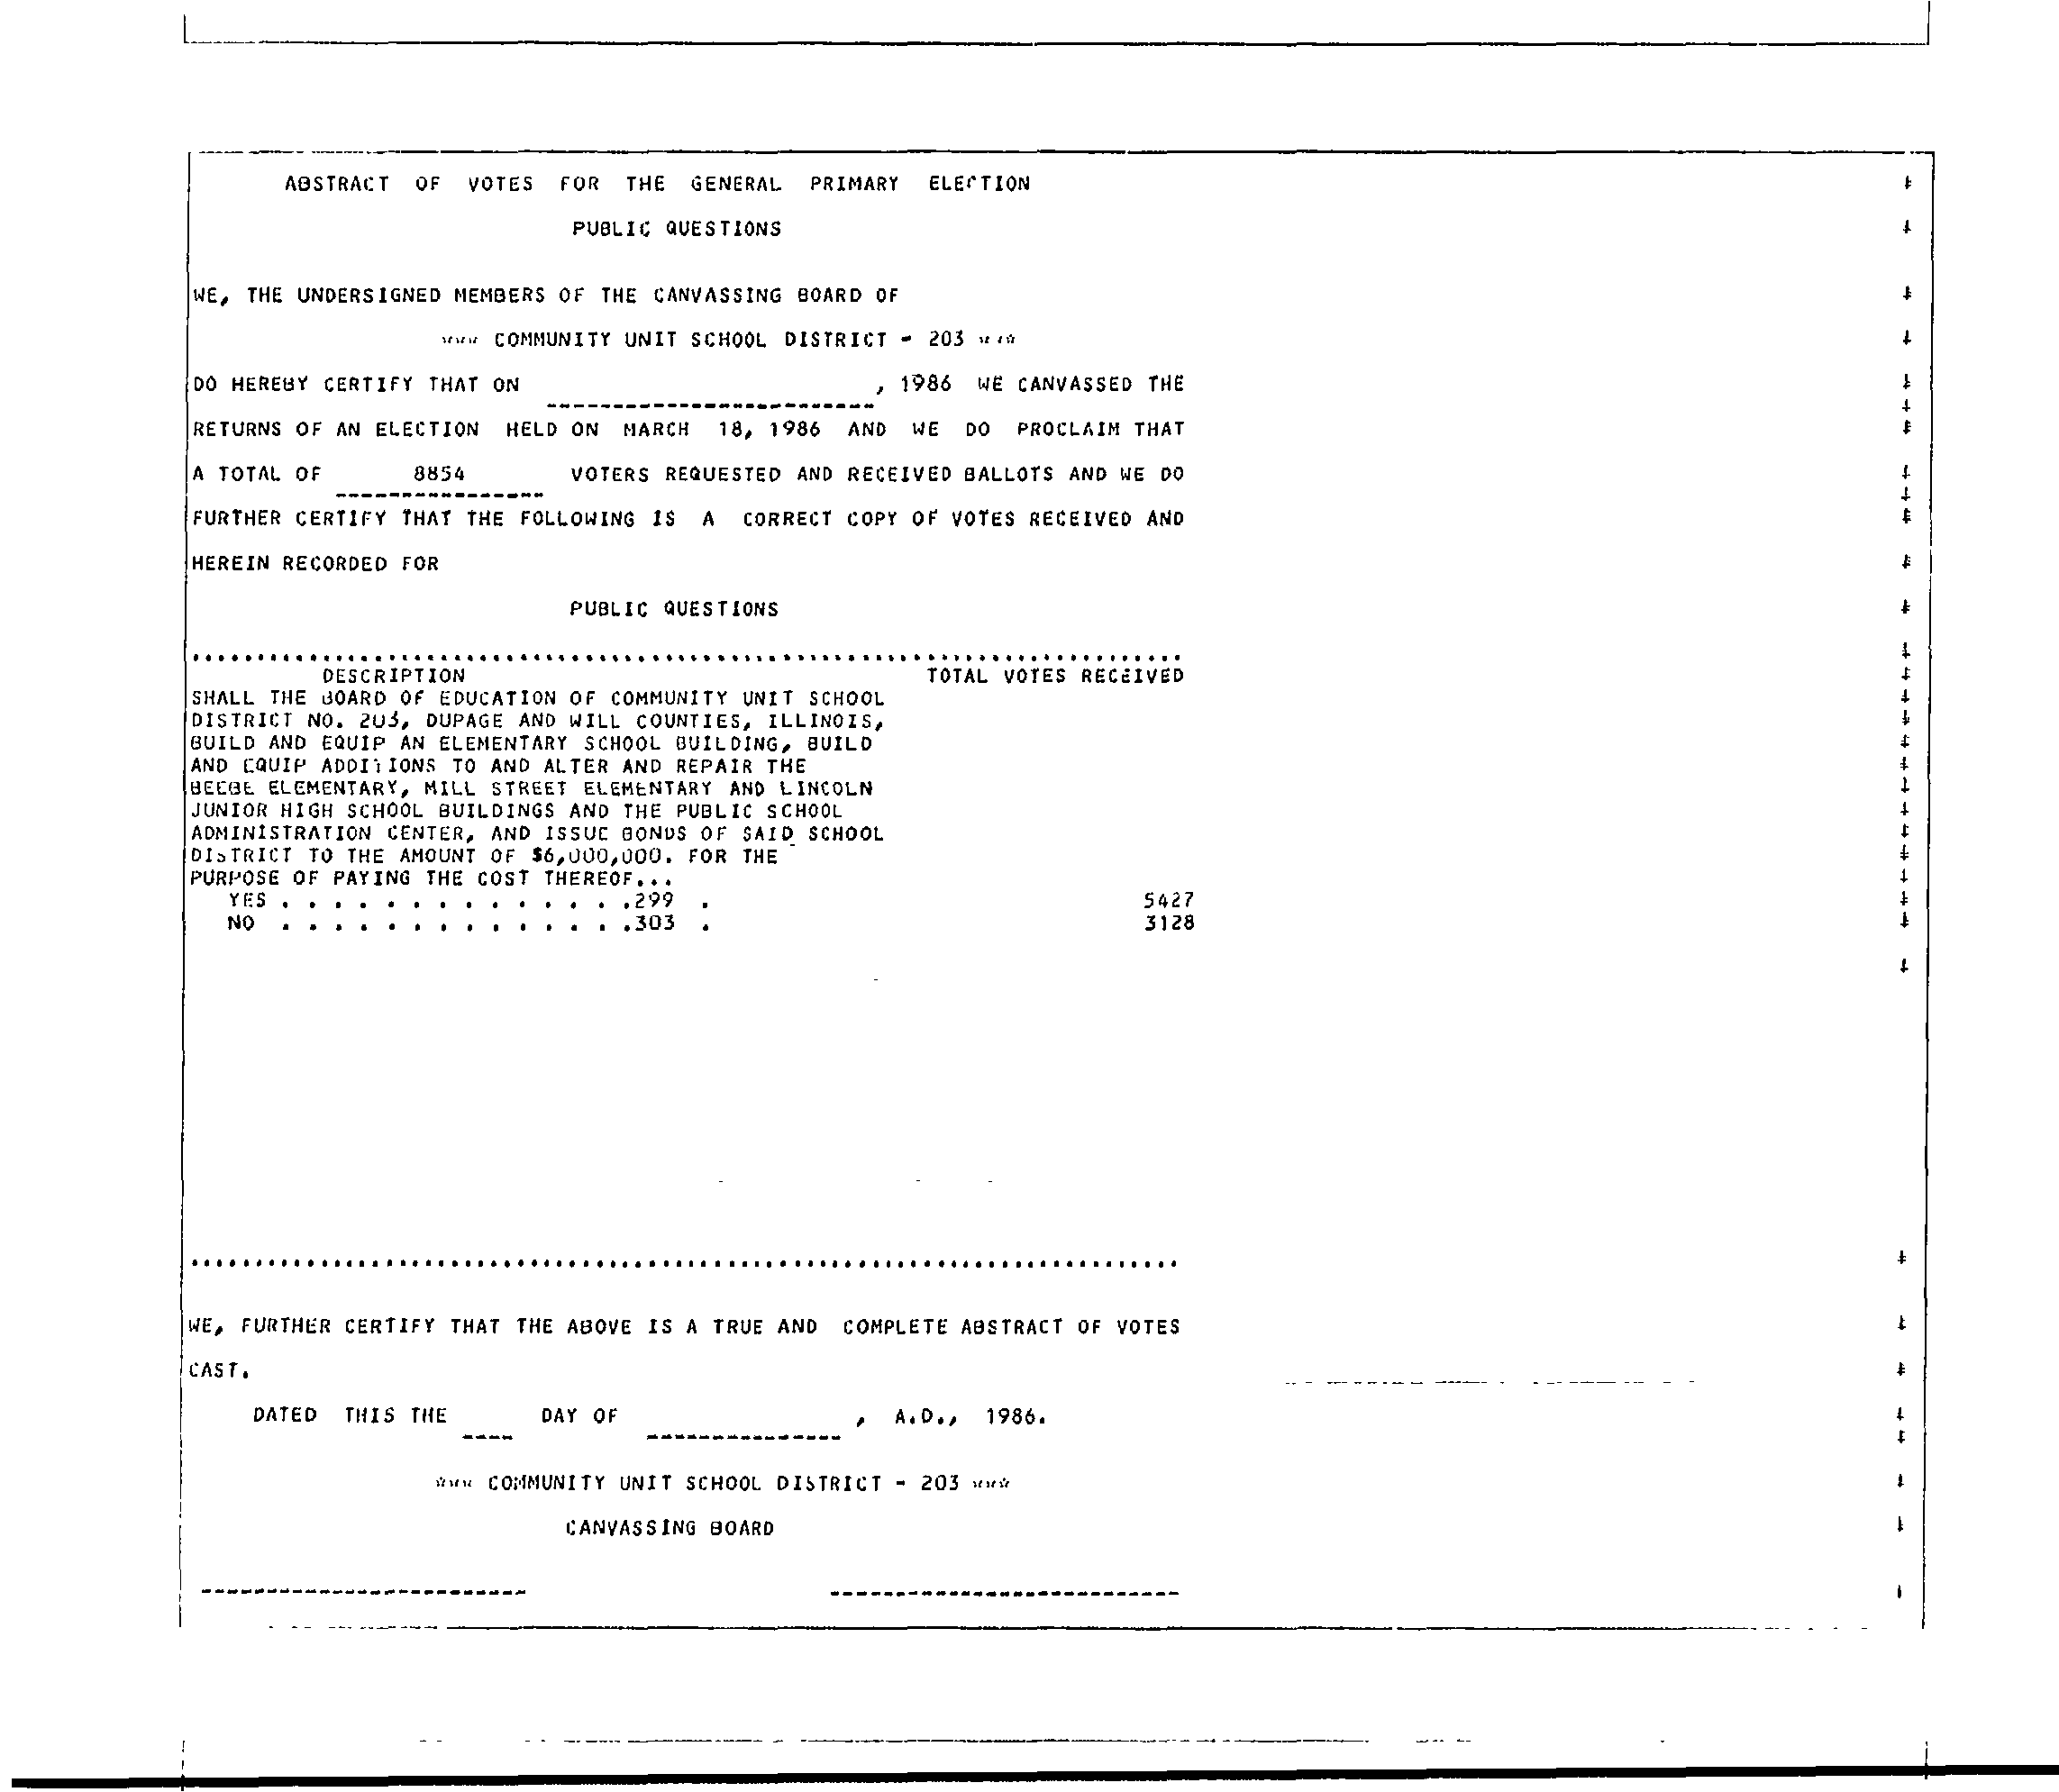 ABSTRACT OF VOTES FOR THE GENERAL PRIMARY ELECTION
PUBLIC QUESTIONS
WE, THE UNDERSIGNED MEMBERS OF THE CANVASSING BOARD OF
*** COMMUNITY UNIT SCHOOL DISTRICT - 203 ***
DO HEREBY CERTIFY THAT ON , 1986 WE CANVASSED THE
RETURNS OF AN ELECTION HELD ON MARCH 18, 1986 AND WE DO PROCLAIM THAT
A TOTAL OF 8854 VOTERS REQUESTED AND RECEIVED BALLOTS AND WE DO
FURTHER CERTIFY THAT THE FOLLOWING IS A CORRECT COPY OF VOTES RECEIVED AND
HEREIN RECORDED FOR
PUBLIC QUESTIONS
DESCRIPTION TOTAL VOTES RECEIVED
SHALL THE BOARD OF EDUCATION OF COMMUNITY UNIT SCHOOL
DISTRICT NO. 203, DUPAGE AND WILL COUNTIES, ILLINOIS,
BUILD AND EQUIP AN ELEMENTARY SCHOOL BUILDING, BUILD
AND EQUIP ADDITIONS TO AND ALTER AND REPAIR THE
BEEBE ELEMENTARY, MILL STREET ELEMENTARY AND LINCOLN
JUNIOR HIGH SCHOOL BUILDINGS AND THE PUBLIC SCHOOL
ADMINISTRATION CENTER, AND ISSUE BONDS OF SAID SCHOOL
DISTRICT TO THE AMOUNT OF $6,000,000. FOR THE
PURPOSE OF PAYING THE COST THEREOF...
YES . . . . . . . . . . . . . .299 . 5427
NO . . . . . . . . . . . . . .303 . 3128
WE, FURTHER CERTIFY THAT THE ABOVE IS A TRUE AND COMPLETE ABSTRACT OF VOTES
CAST.
DATED THIS THE ---- DAY OF --------------- , A.D., 1986.
*** COMMUNITY UNIT SCHOOL DISTRICT - 203 ***
CANVASSING BOARD